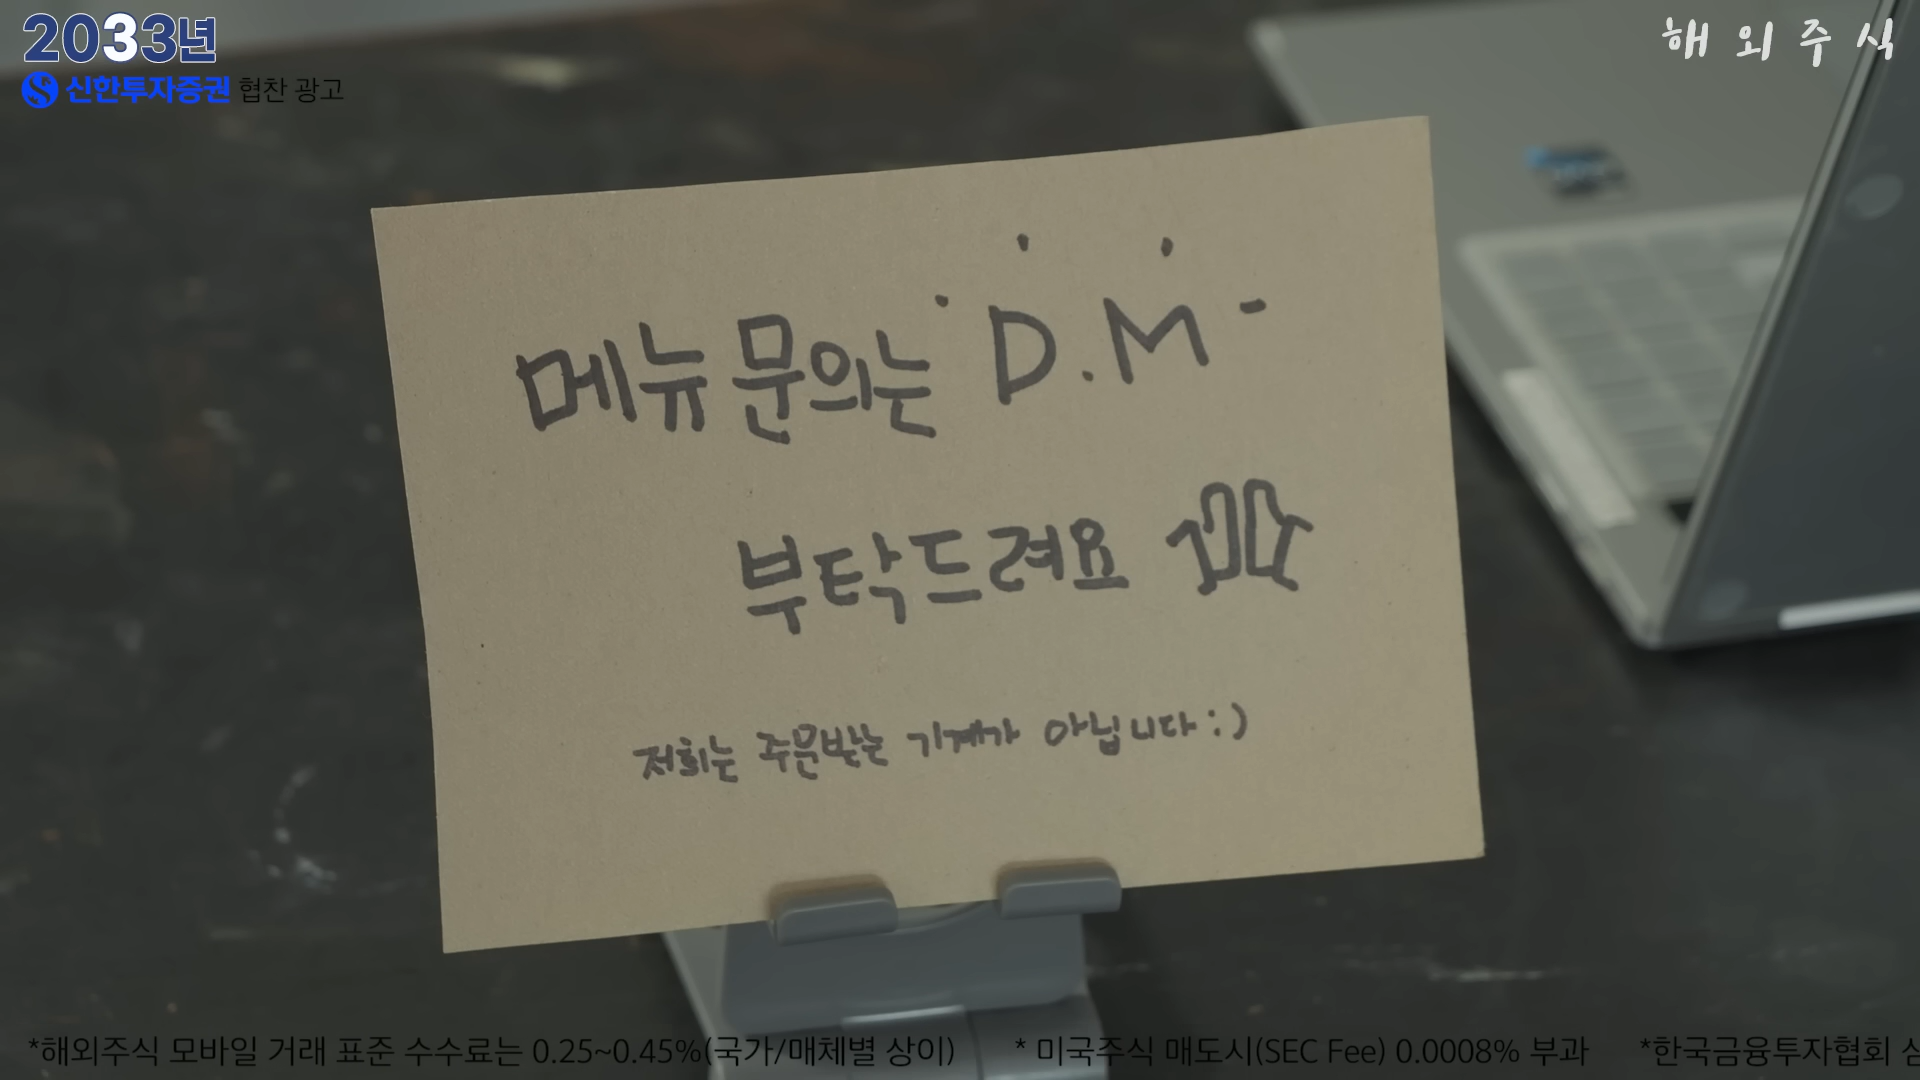 2033년
신한투자증권 협찬 광고
해외주식
메뉴 문의는 D.M
부탁드려요
저희는 주문받는 기계가 아닙니다:)
*해외주식 모바일 거래 표준 수수료는 0.25~0.45%(국가/매체별 상이) * 미국주식 매도시(SEC Fee) 0.0008% 부과 *한국금융투자협회 심